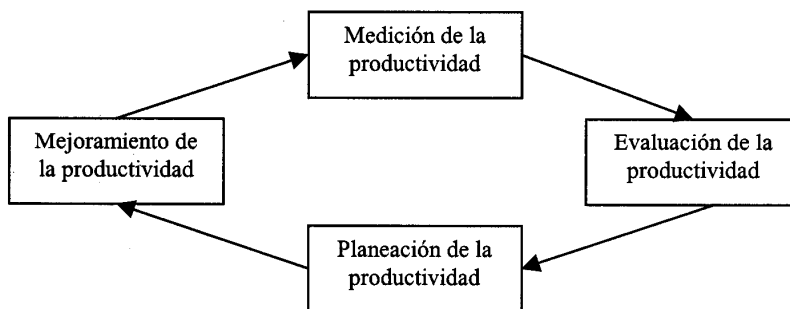 Medición de la
productividad
Mejoramiento de
la productividad
Evaluación de la
productividad
Planeación de la
productividad